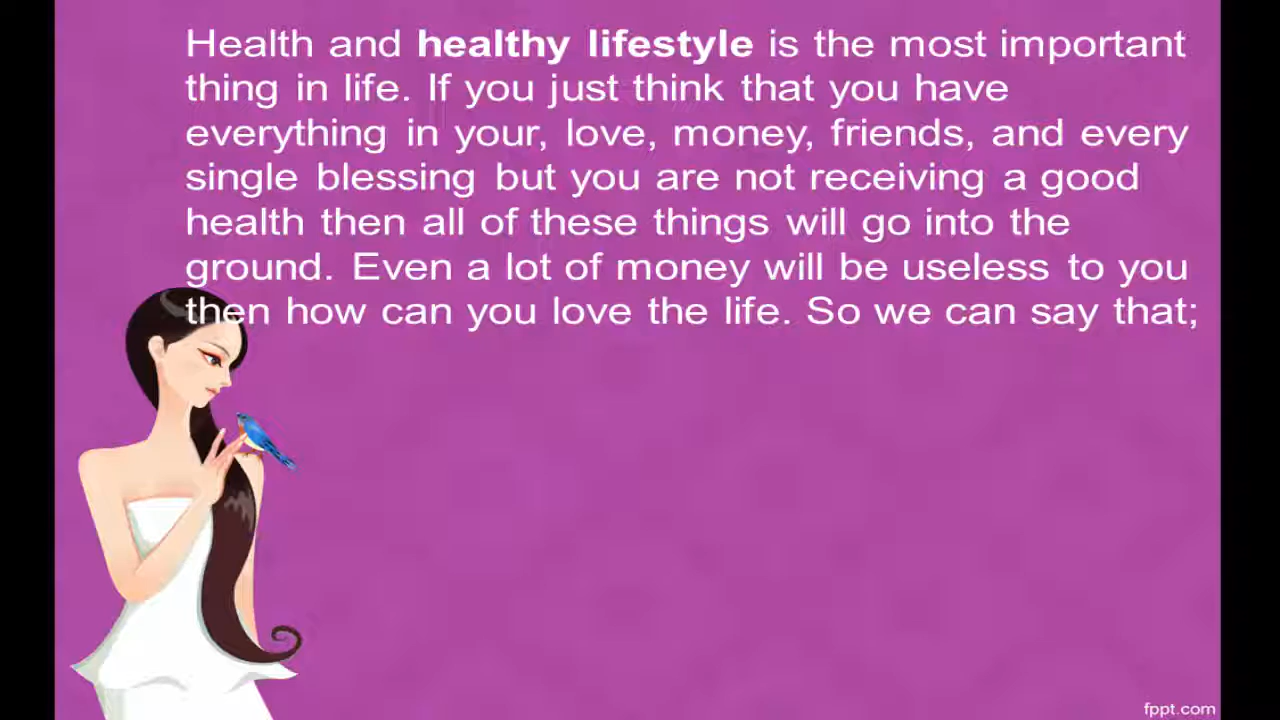 Health and healthy lifestyle is the most important
thing in life. If you just think that you have
everything in your, love, money, friends, and every
single blessing but you are not receiving a good
health then all of these things will go into the
ground. Even a lot of money will be useless to you
then how can you love the life. So we can say that;
fppt.com